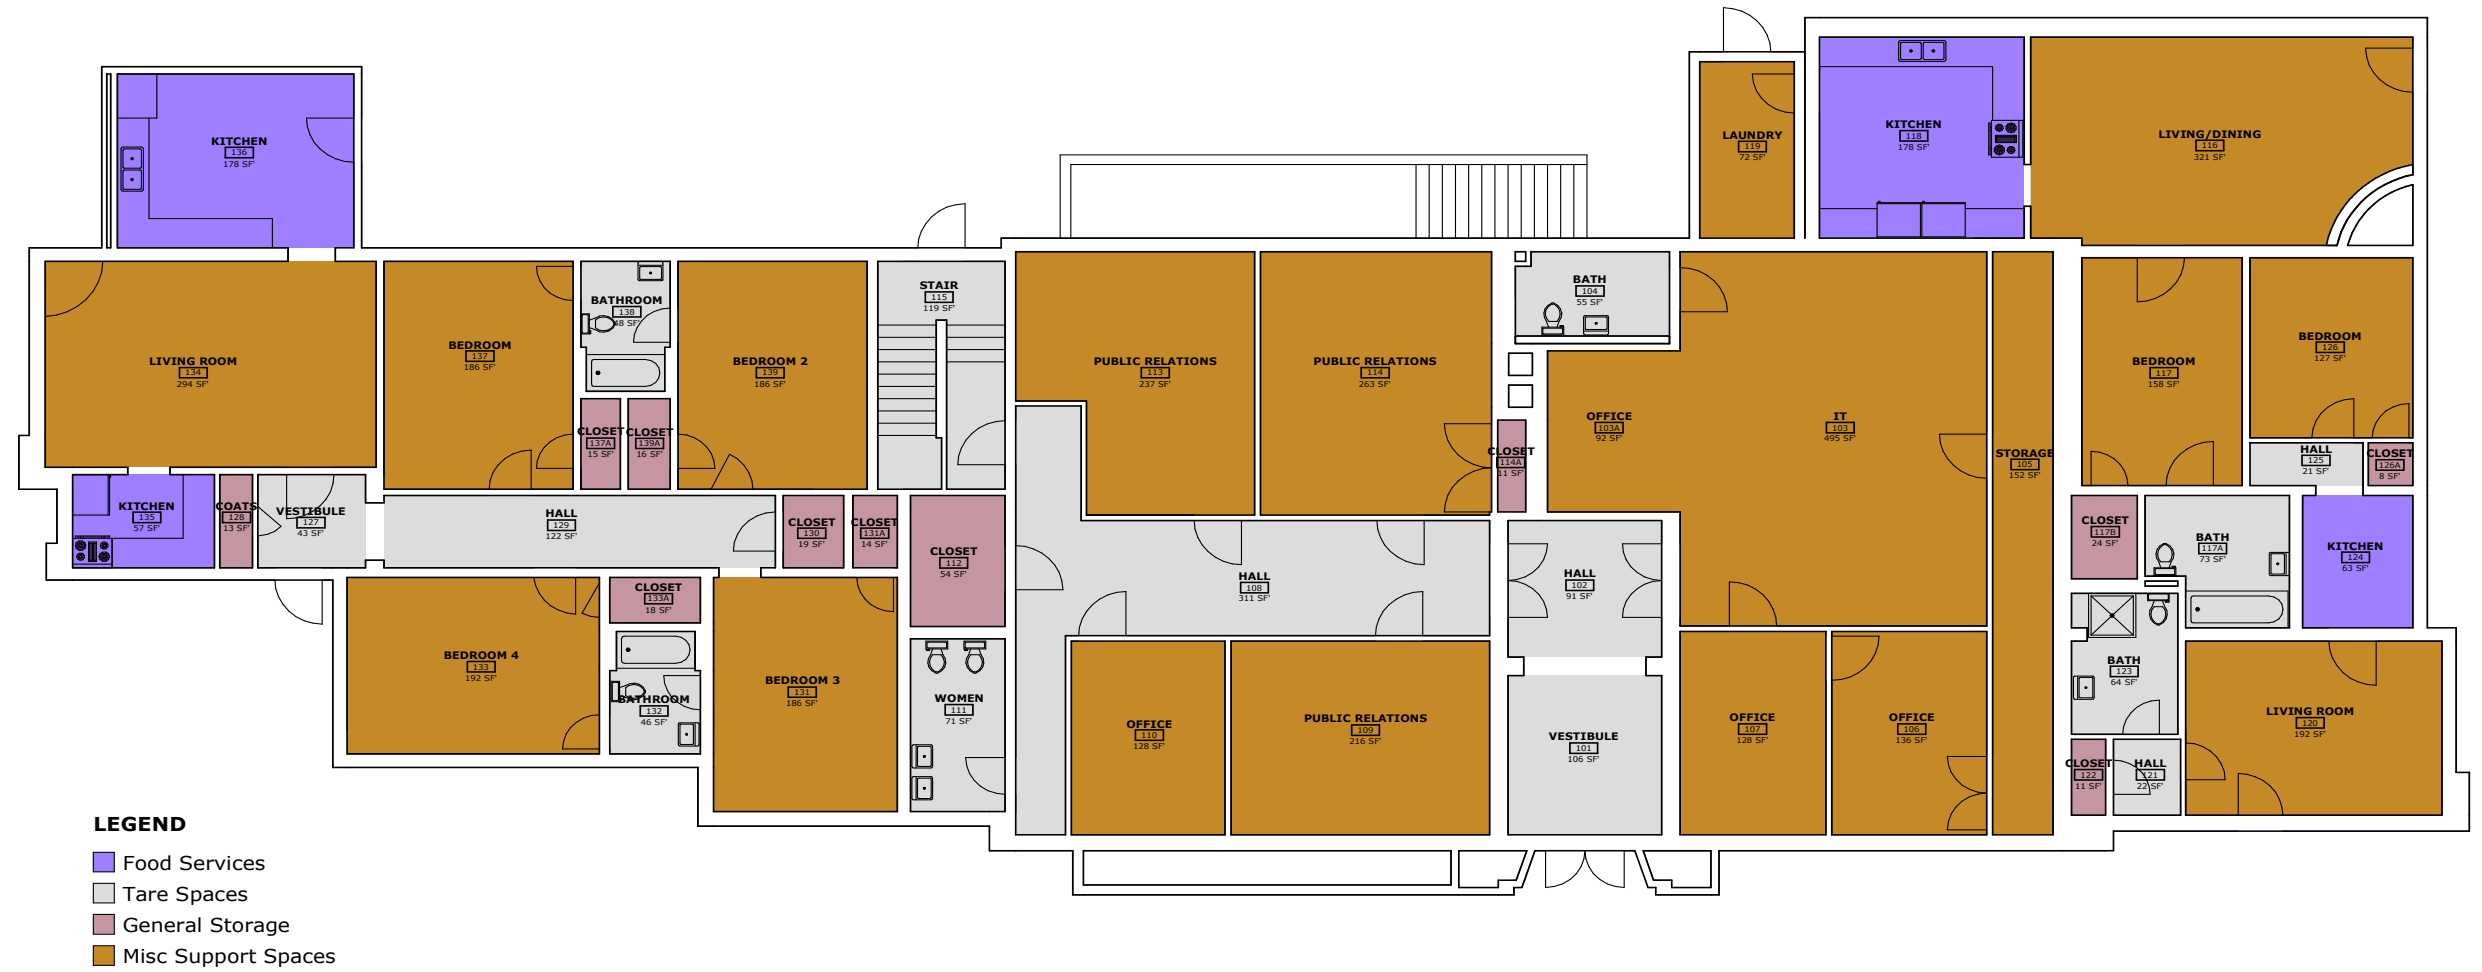 KITCHEN
136
178 SF'
LAUNDRY
119
72 SF'
KITCHEN
118
178 SF'
LIVING/DINING
116
321 SF'
LIVING ROOM
134
294 SF'
BEDROOM
137
186 SF'
BATHROOM
138
48 SF'
BEDROOM 2
139
186 SF'
STAIR
115
119 SF'
PUBLIC RELATIONS
113
237 SF'
PUBLIC RELATIONS
114
263 SF'
BATH
104
55 SF'
OFFICE
103A
92 SF'
IT
103
495 SF'
STORAGE
105
152 SF'
BEDROOM
117
158 SF'
BEDROOM
126
127 SF'
CLOSET
137A
15 SF'
CLOSET
139A
16 SF'
CLOSET
114A
11 SF'
HALL
125
21 SF'
CLOSET
126A
8 SF'
KITCHEN
135
57 SF'
COATS
128
13 SF'
VESTIBULE
127
43 SF'
HALL
129
122 SF'
CLOSET
130
19 SF'
CLOSET
131A
14 SF'
CLOSET
112
54 SF'
HALL
108
311 SF'
HALL
102
91 SF'
CLOSET
117B
24 SF'
BATH
117A
73 SF'
KITCHEN
124
63 SF'
BEDROOM 4
133
192 SF'
CLOSET
133A
18 SF'
BATHROOM
132
46 SF'
BEDROOM 3
131
186 SF'
WOMEN
111
71 SF'
OFFICE
110
128 SF'
PUBLIC RELATIONS
109
216 SF'
VESTIBULE
101
106 SF'
OFFICE
107
128 SF'
OFFICE
106
136 SF'
BATH
123
64 SF'
LIVING ROOM
120
192 SF'
CLOSET
122
11 SF'
HALL
121
22 SF'
LEGEND
Food Services
Tare Spaces
General Storage
Misc Support Spaces